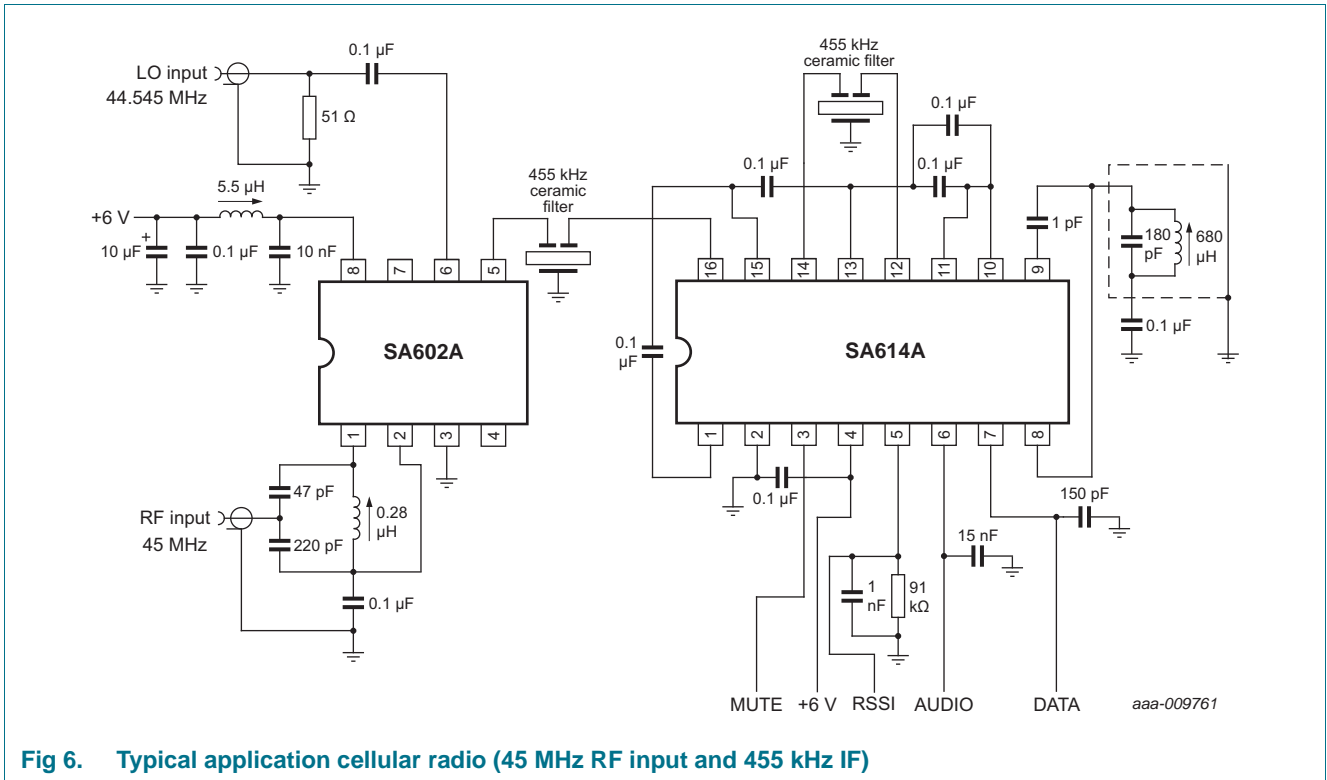 LO input
44.545 MHz
0.1 µF
51 Ω
5.5 µH
+6 V
+
10 µF
0.1 µF
10 nF
8
7
6
5
455 kHz
ceramic
filter
SA602A
1
2
3
4
RF input
45 MHz
47 pF
220 pF
0.28
µH
0.1 µF
455 kHz
ceramic filter
0.1 µF
0.1 µF
0.1 µF
0.1
µF
16
15
14
13
12
11
10
9
1 pF
180
pF
680
µH
0.1 µF
SA614A
1
2
3
4
5
6
7
8
0.1 µF
1
nF
91
kΩ
15 nF
150 pF
MUTE
+6 V
RSSI
AUDIO
DATA
aaa-009761
Fig 6. Typical application cellular radio (45 MHz RF input and 455 kHz IF)